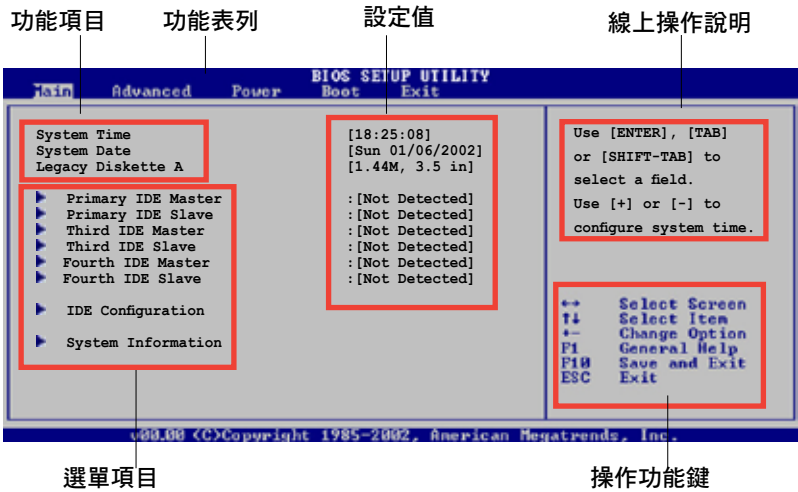 功能項目 功能表列 設定值 線上操作說明
BIOS SETUP UTILITY
Main Advanced Power Boot Exit
System Time [18:25:08]
System Date [Sun 01/06/2002]
Legacy Diskette A [1.44M, 3.5 in]
Primary IDE Master :[Not Detected]
Primary IDE Slave :[Not Detected]
Third IDE Master :[Not Detected]
Third IDE Slave :[Not Detected]
Fourth IDE Master :[Not Detected]
Fourth IDE Slave :[Not Detected]
IDE Configuration
System Information
Use [ENTER], [TAB]
or [SHIFT-TAB] to
select a field.
Use [+] or [-] to
configure system time.
↔ Select Screen
↑↓ Select Item
+- Change Option
F1 General Help
F10 Save and Exit
ESC Exit
v00.00 (C)Copyright 1985-2002, American Megatrends, Inc.
選單項目 操作功能鍵